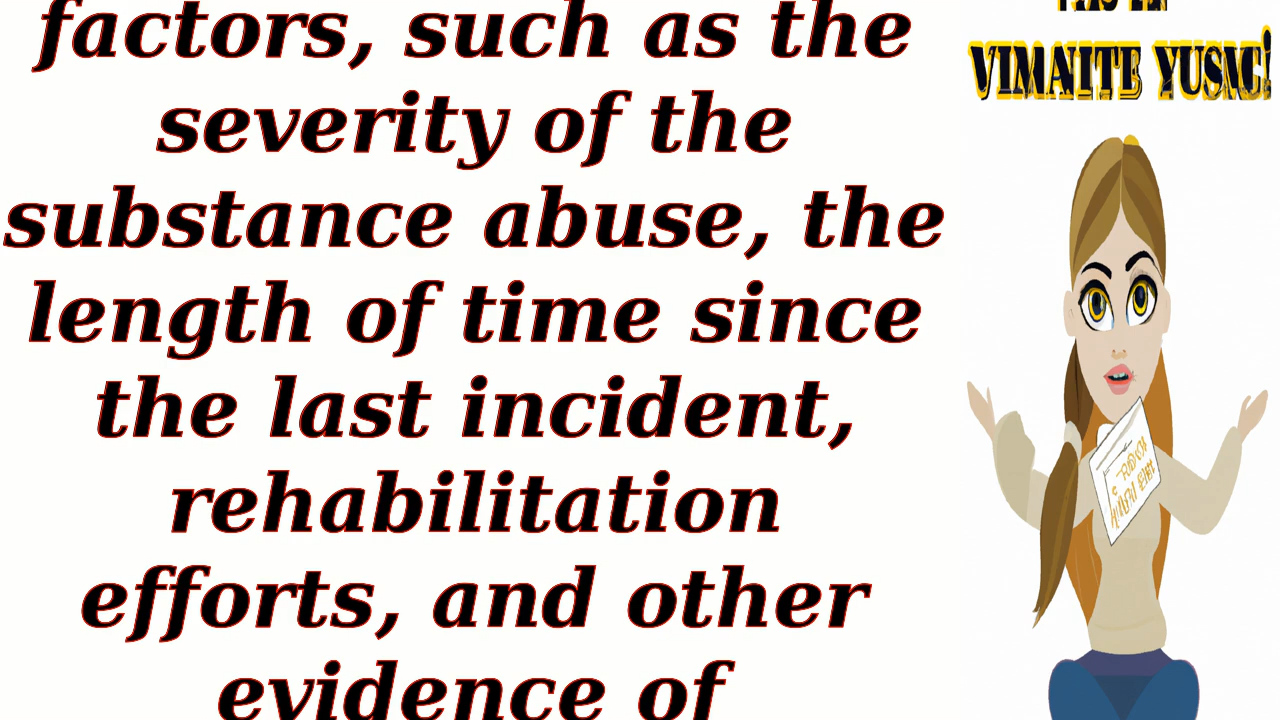 factors, such as the
severity of the
substance abuse, the
length of time since
the last incident,
rehabilitation
efforts, and other
evidence of
VIMAITE YUSMC!